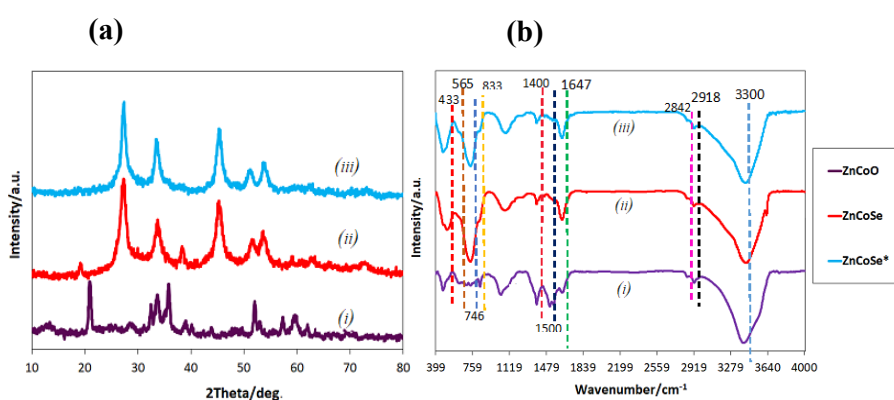 (a)
Intensity/a.u.
(iii)
(ii)
(i)
10 20 30 40 50 60 70 80
2Theta/deg.
(b)
Intensity/a.u.
433 565 833 1400 1647 2842 2918 3300
(iii)
(ii)
(i)
746 1500
399 759 1119 1479 1839 2199 2559 2919 3279 3640 4000
Wavenumber/cm⁻¹
ZnCoO
ZnCoSe
ZnCoSe*